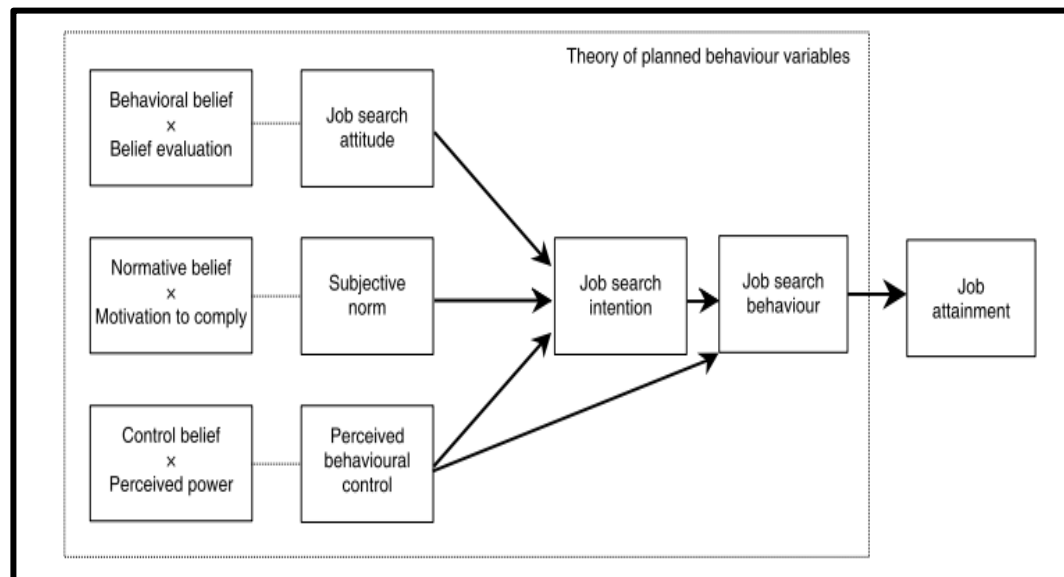 Theory of planned behaviour variables
Behavioral belief
×
Belief evaluation
Job search
attitude
Normative belief
×
Motivation to comply
Subjective
norm
Job search
intention
Job search
behaviour
Job
attainment
Control belief
×
Perceived power
Perceived
behavioural
control